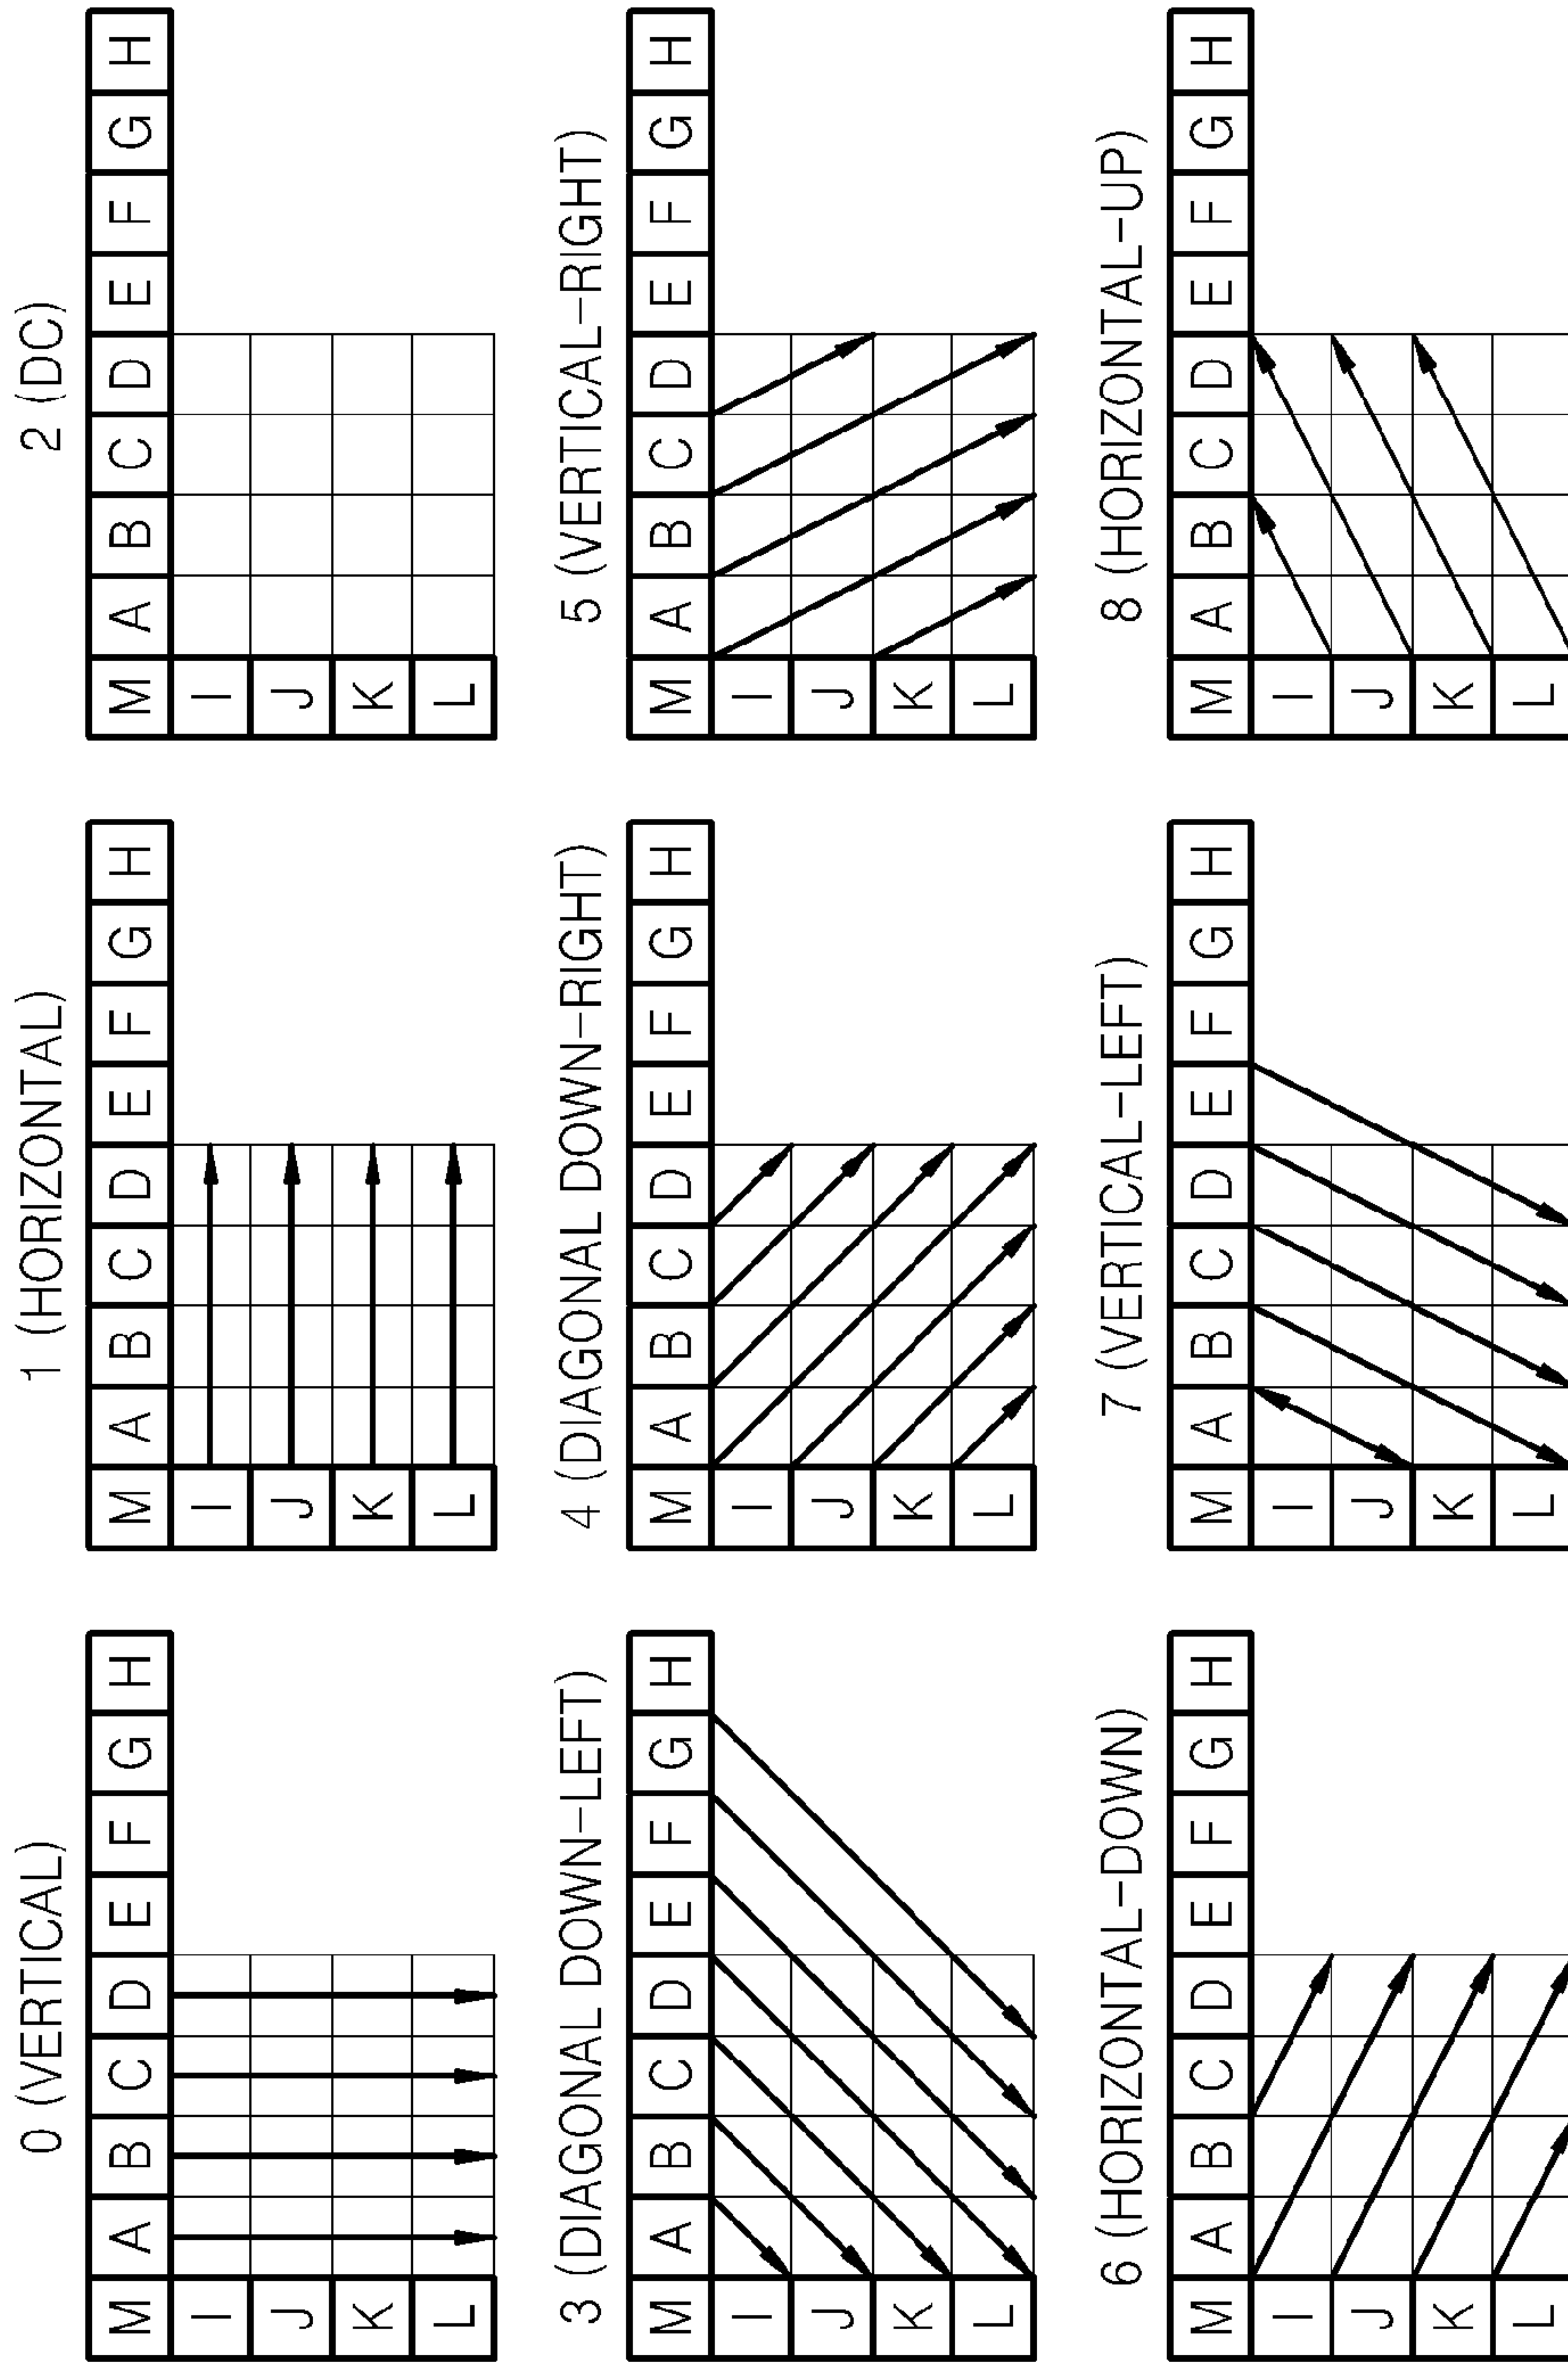 0 (VERTICAL)
M A B C D E F G H
I
J
K
L
1 (HORIZONTAL)
M A B C D E F G H
I
J
K
L
2 (DC)
M A B C D E F G H
I
J
K
L
3 (DIAGONAL DOWN-LEFT)
M A B C D E F G H
I
J
K
L
4 (DIAGONAL DOWN-RIGHT)
M A B C D E F G H
I
J
K
L
5 (VERTICAL-RIGHT)
M A B C D E F G H
I
J
K
L
6 (HORIZONTAL-DOWN)
M A B C D E F G H
I
J
K
L
7 (VERTICAL-LEFT)
M A B C D E F G H
I
J
K
L
8 (HORIZONTAL-UP)
M A B C D E F G H
I
J
K
L